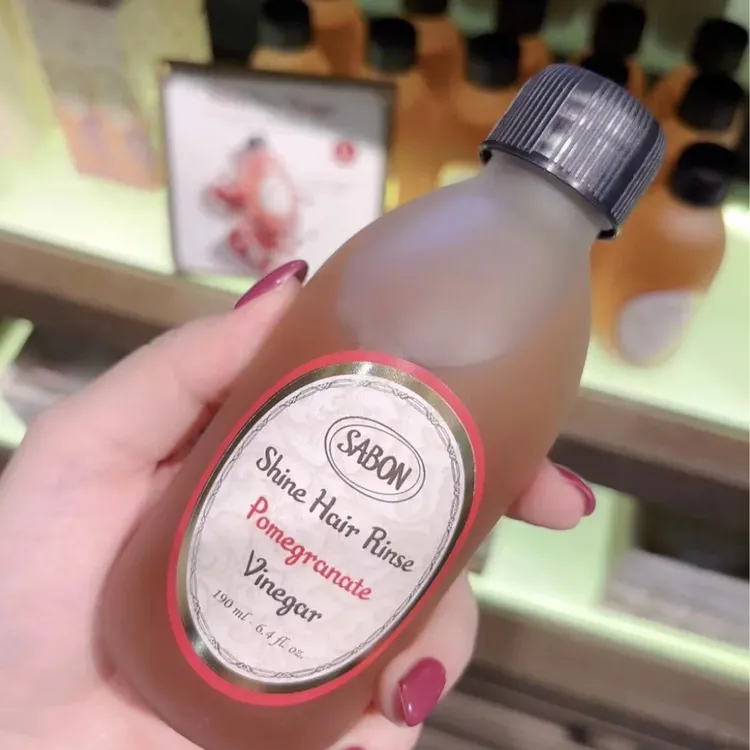 SABON
Shine Hair Rinse
Pomegranate
Vinegar
190 ml - 6.4 fl. oz.